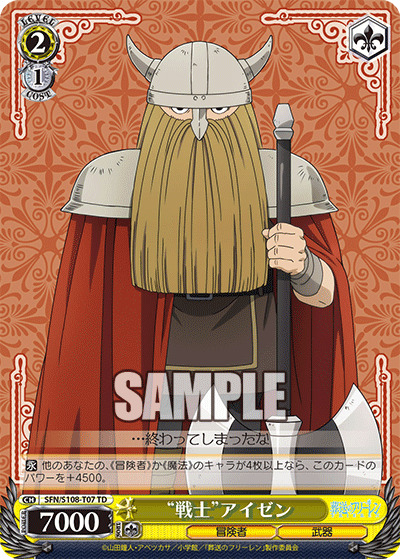 LEVEL
2
1
COST
SAMPLE
…終わってしまったな
永 他のあなたの、《冒険者》か《魔法》のキャラが4枚以上なら、このカードの
パワーを+4500。
CH SFN/S108-T07 TD
7000
“戦士”アイゼン
葬送のフリーレン
冒険者 武器
©山田鐘人・アベツカサ/小学館/「葬送のフリーレン」製作委員会